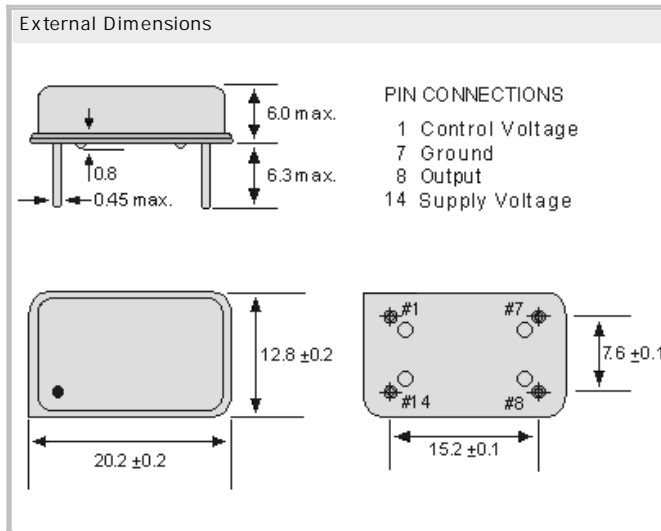 External Dimensions
PIN CONNECTIONS
1 Control Voltage
7 Ground
8 Output
14 Supply Voltage
6.0 max.
6.3 max.
0.8
0.45 max.
12.8 ±0.2
20.2 ±0.2
#1
#7
#14
#8
7.6 ±0.1
15.2 ±0.1